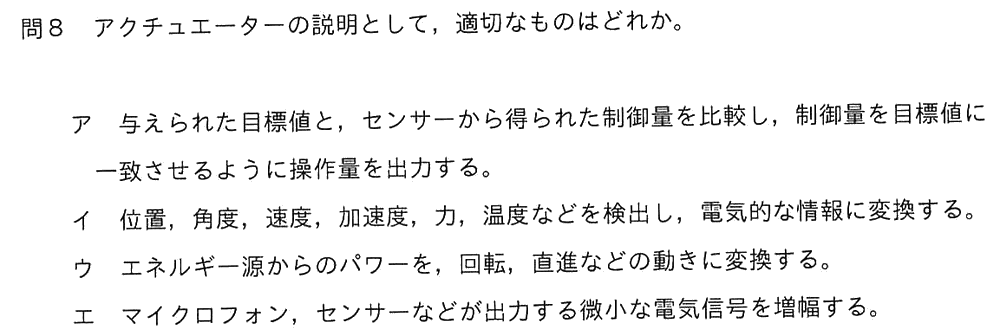 問8 アクチュエーターの説明として,適切なものはどれか。
ア 与えられた目標値と,センサーから得られた制御量を比較し,制御量を目標値に
一致させるように操作量を出力する。
イ 位置,角度,速度,加速度,力,温度などを検出し,電気的な情報に変換する。
ウ エネルギー源からのパワーを,回転,直進などの動きに変換する。
エ マイクロフォン,センサーなどが出力する微小な電気信号を増幅する。